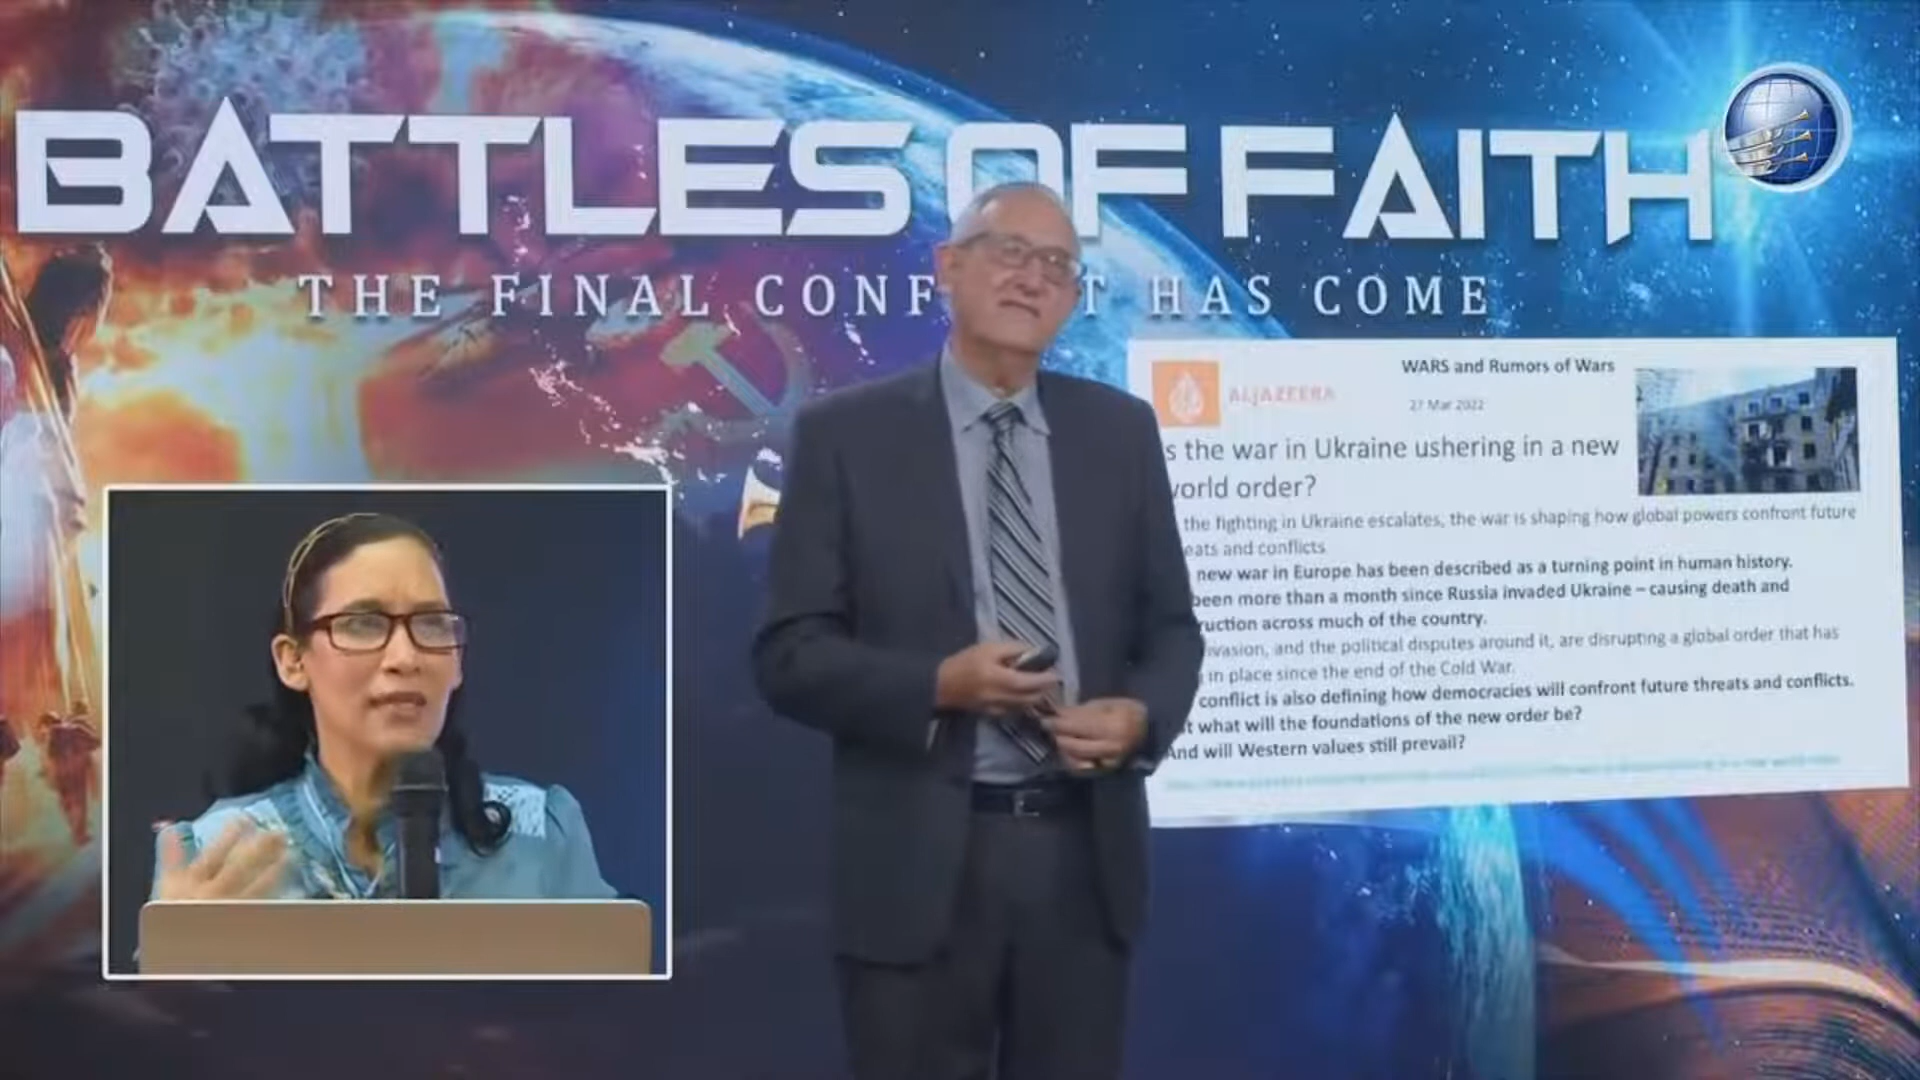 BATTLES OF FAITH
THE FINAL CONF T HAS COME
WARS and Rumors of Wars
ALJAZEERA
27 Mar 2022
s the war in Ukraine ushering in a new
orld order?
the fighting in Ukraine escalates, the war is shaping how global powers confront future
eats and conflicts
new war in Europe has been described as a turning point in human history.
been more than a month since Russia invaded Ukraine – causing death and
ruction across much of the country.
vasion, and the political disputes around it, are disrupting a global order that has
in place since the end of the Cold War.
conflict is also defining how democracies will confront future threats and conflicts.
t what will the foundations of the new order be?
And will Western values still prevail?